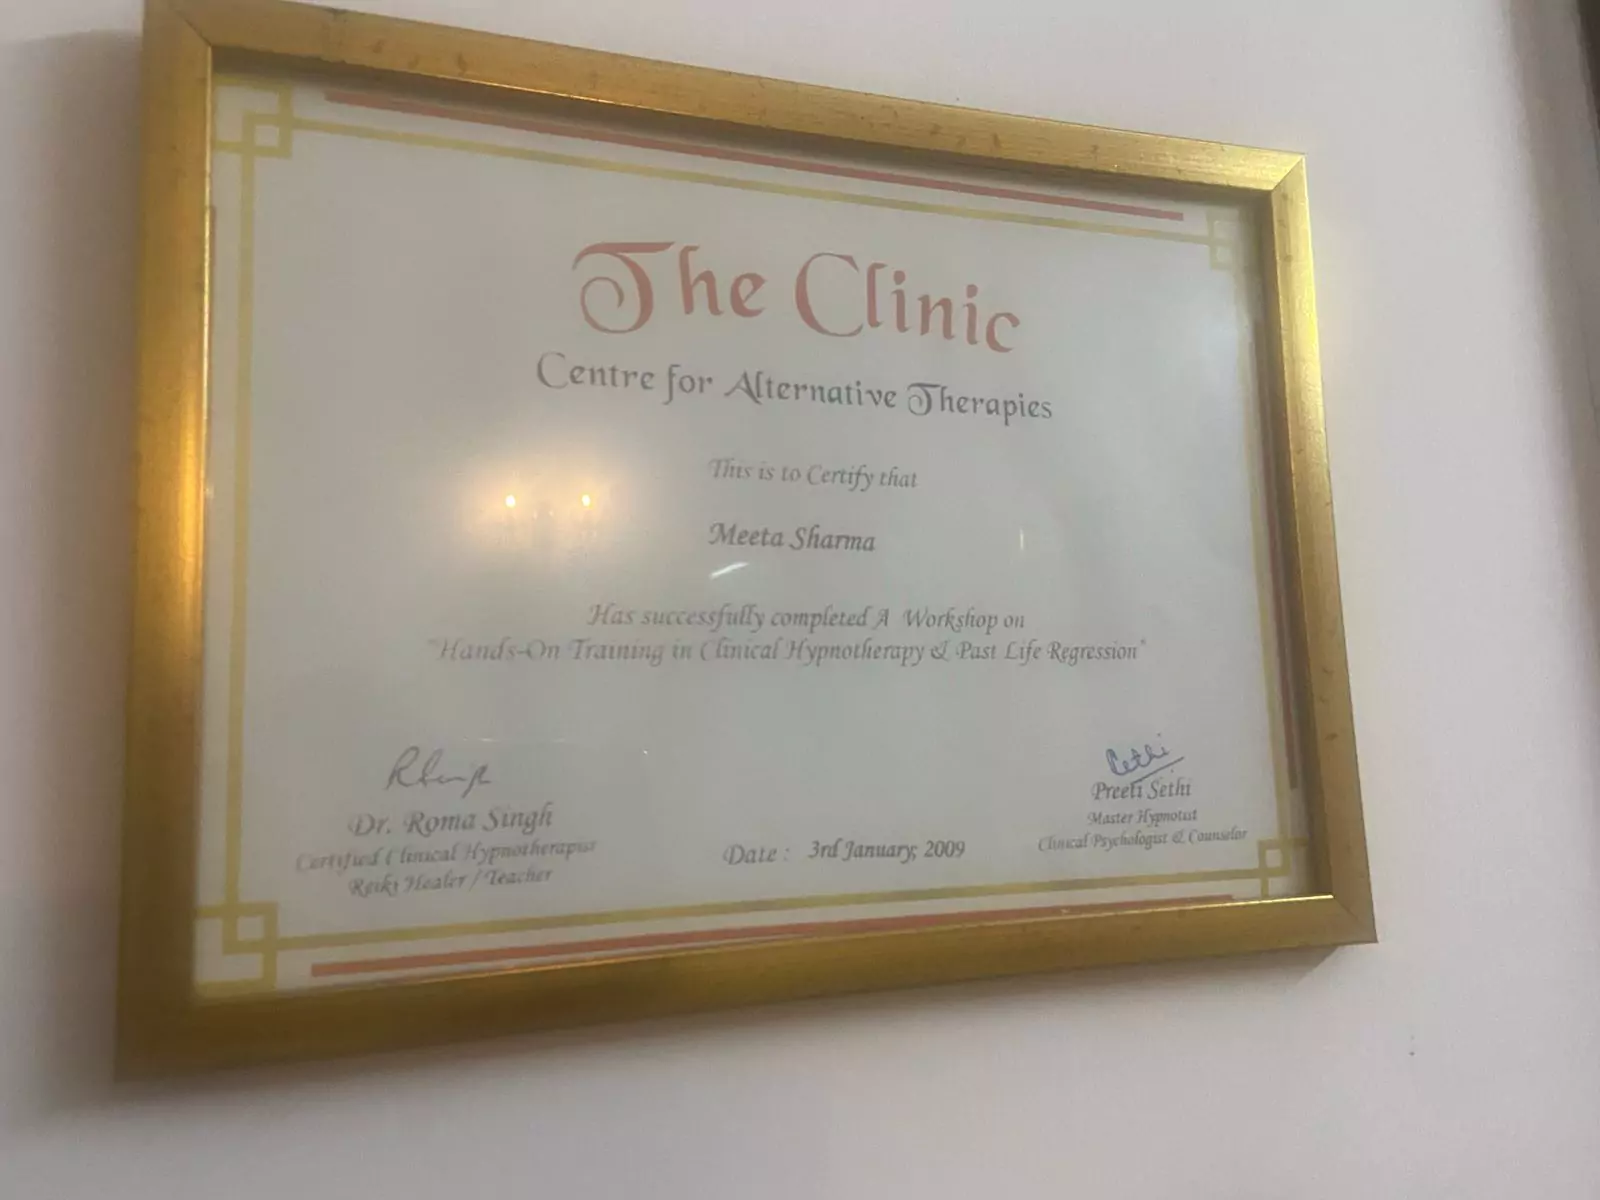 The Clinic
Centre for Alternative Therapies
This is to Certify that
Meeta Sharma
Has successfully completed A Workshop on
"Hands-On Training in Clinical Hypnotherapy & Past Life Regression"
Dr. Roma Singh
Certified Clinical Hypnotherapist
Reiki Healer / Teacher
Date : 3rd January, 2009
Preeti Sethi
Master Hypnotist
Clinical Psychologist & Counselor